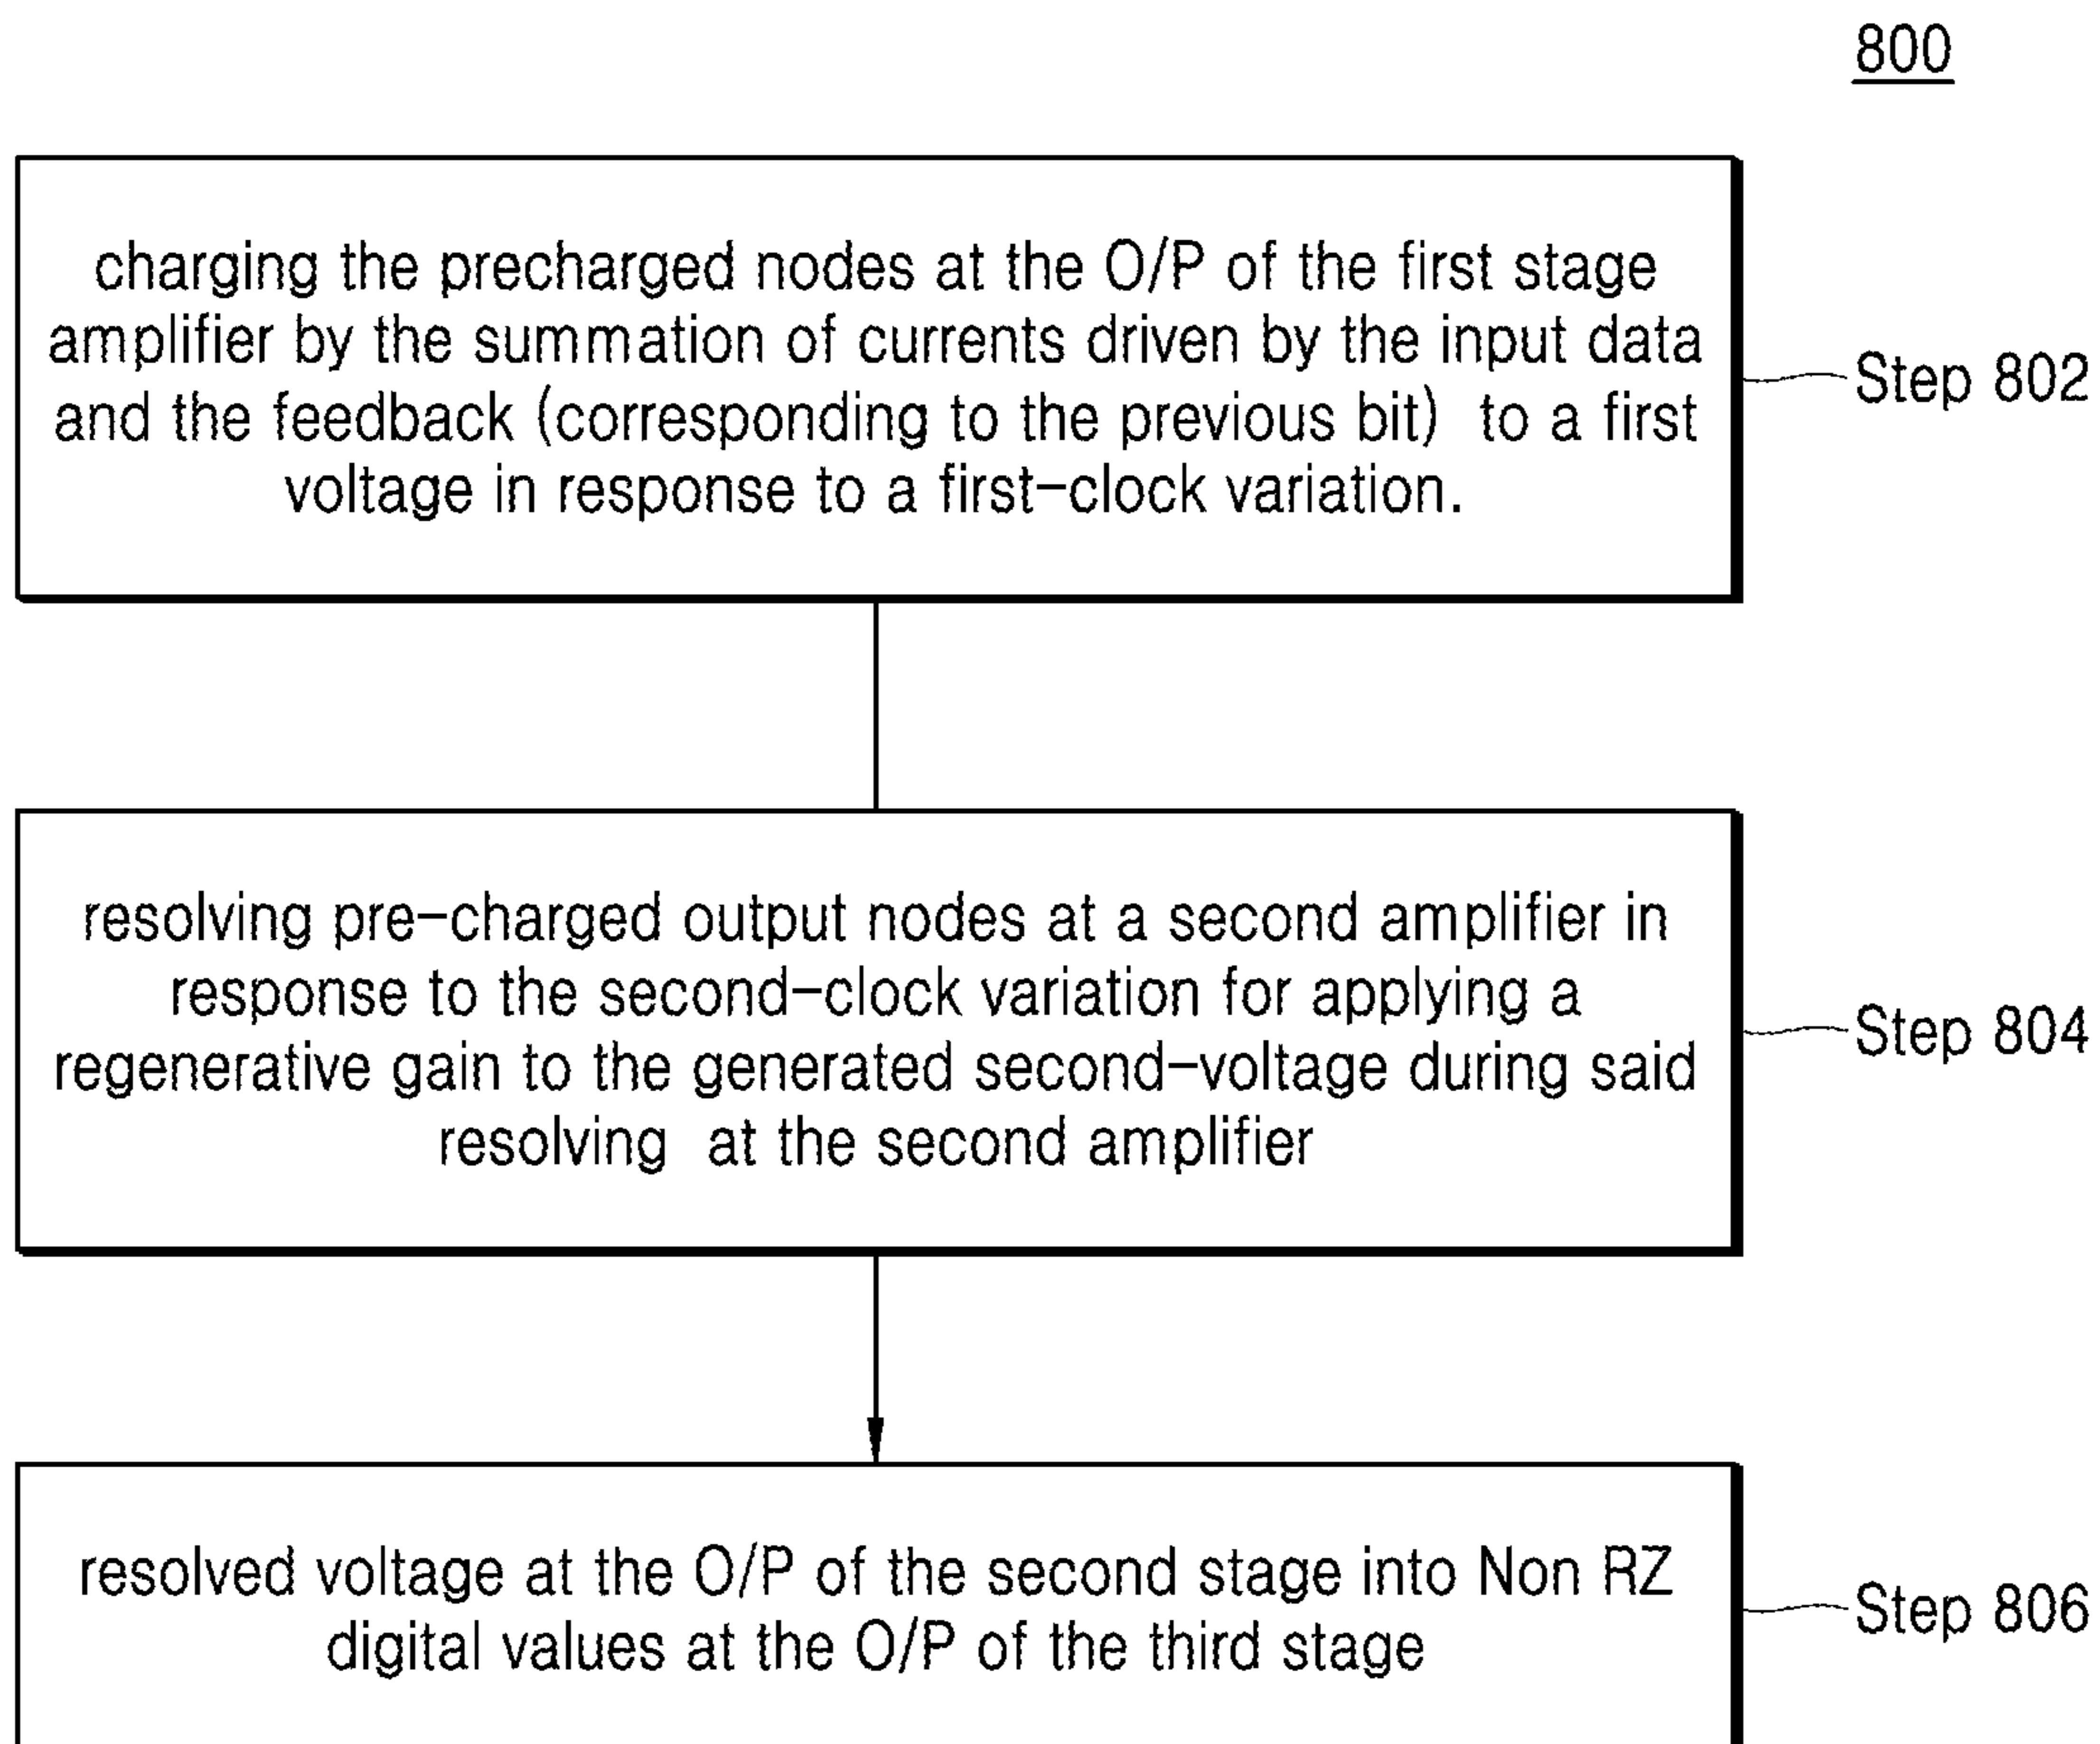 800
charging the precharged nodes at the O/P of the first stage
amplifier by the summation of currents driven by the input data
and the feedback (corresponding to the previous bit) to a first
voltage in response to a first-clock variation.
Step 802
resolving pre-charged output nodes at a second amplifier in
response to the second-clock variation for applying a
regenerative gain to the generated second-voltage during said
resolving at the second amplifier
Step 804
resolved voltage at the O/P of the second stage into Non RZ
digital values at the O/P of the third stage
Step 806